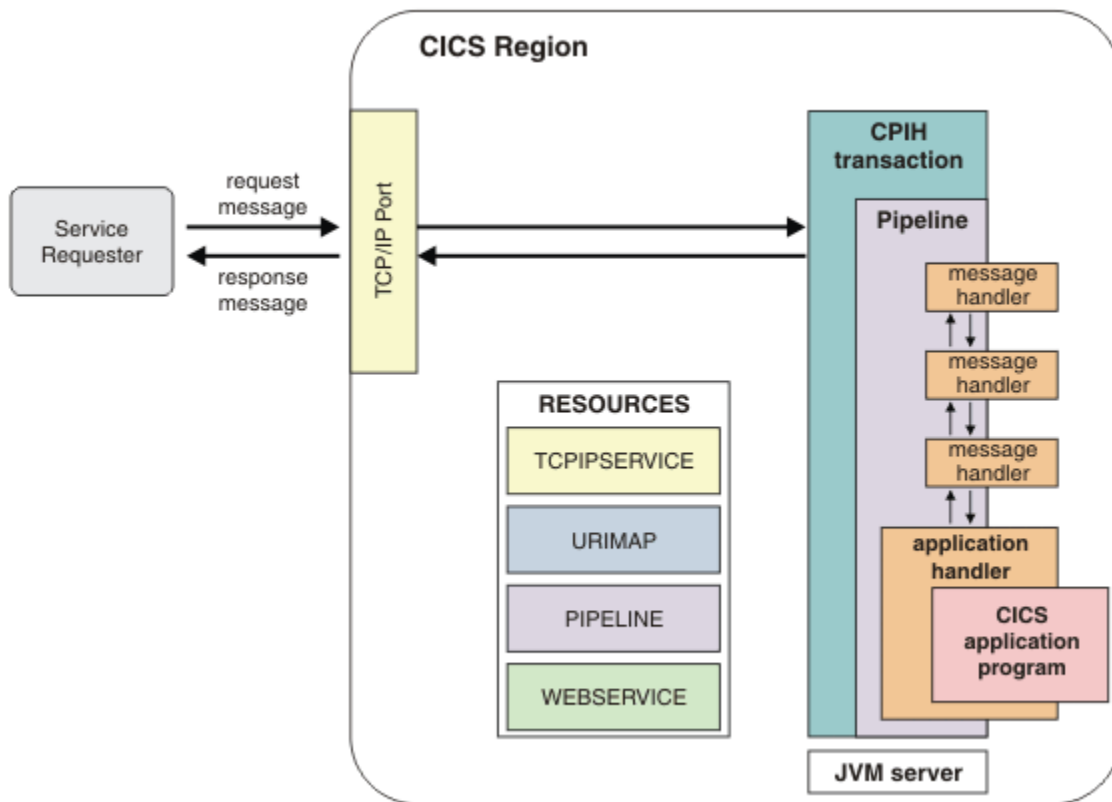 CICS Region
CPIH
transaction
request
message
Service
Requester
TCP/IP Port
response
message
Pipeline
message
handler
message
handler
message
handler
application
handler
CICS
application
program
RESOURCES
TCPIPSERVICE
URIMAP
PIPELINE
WEBSERVICE
JVM server